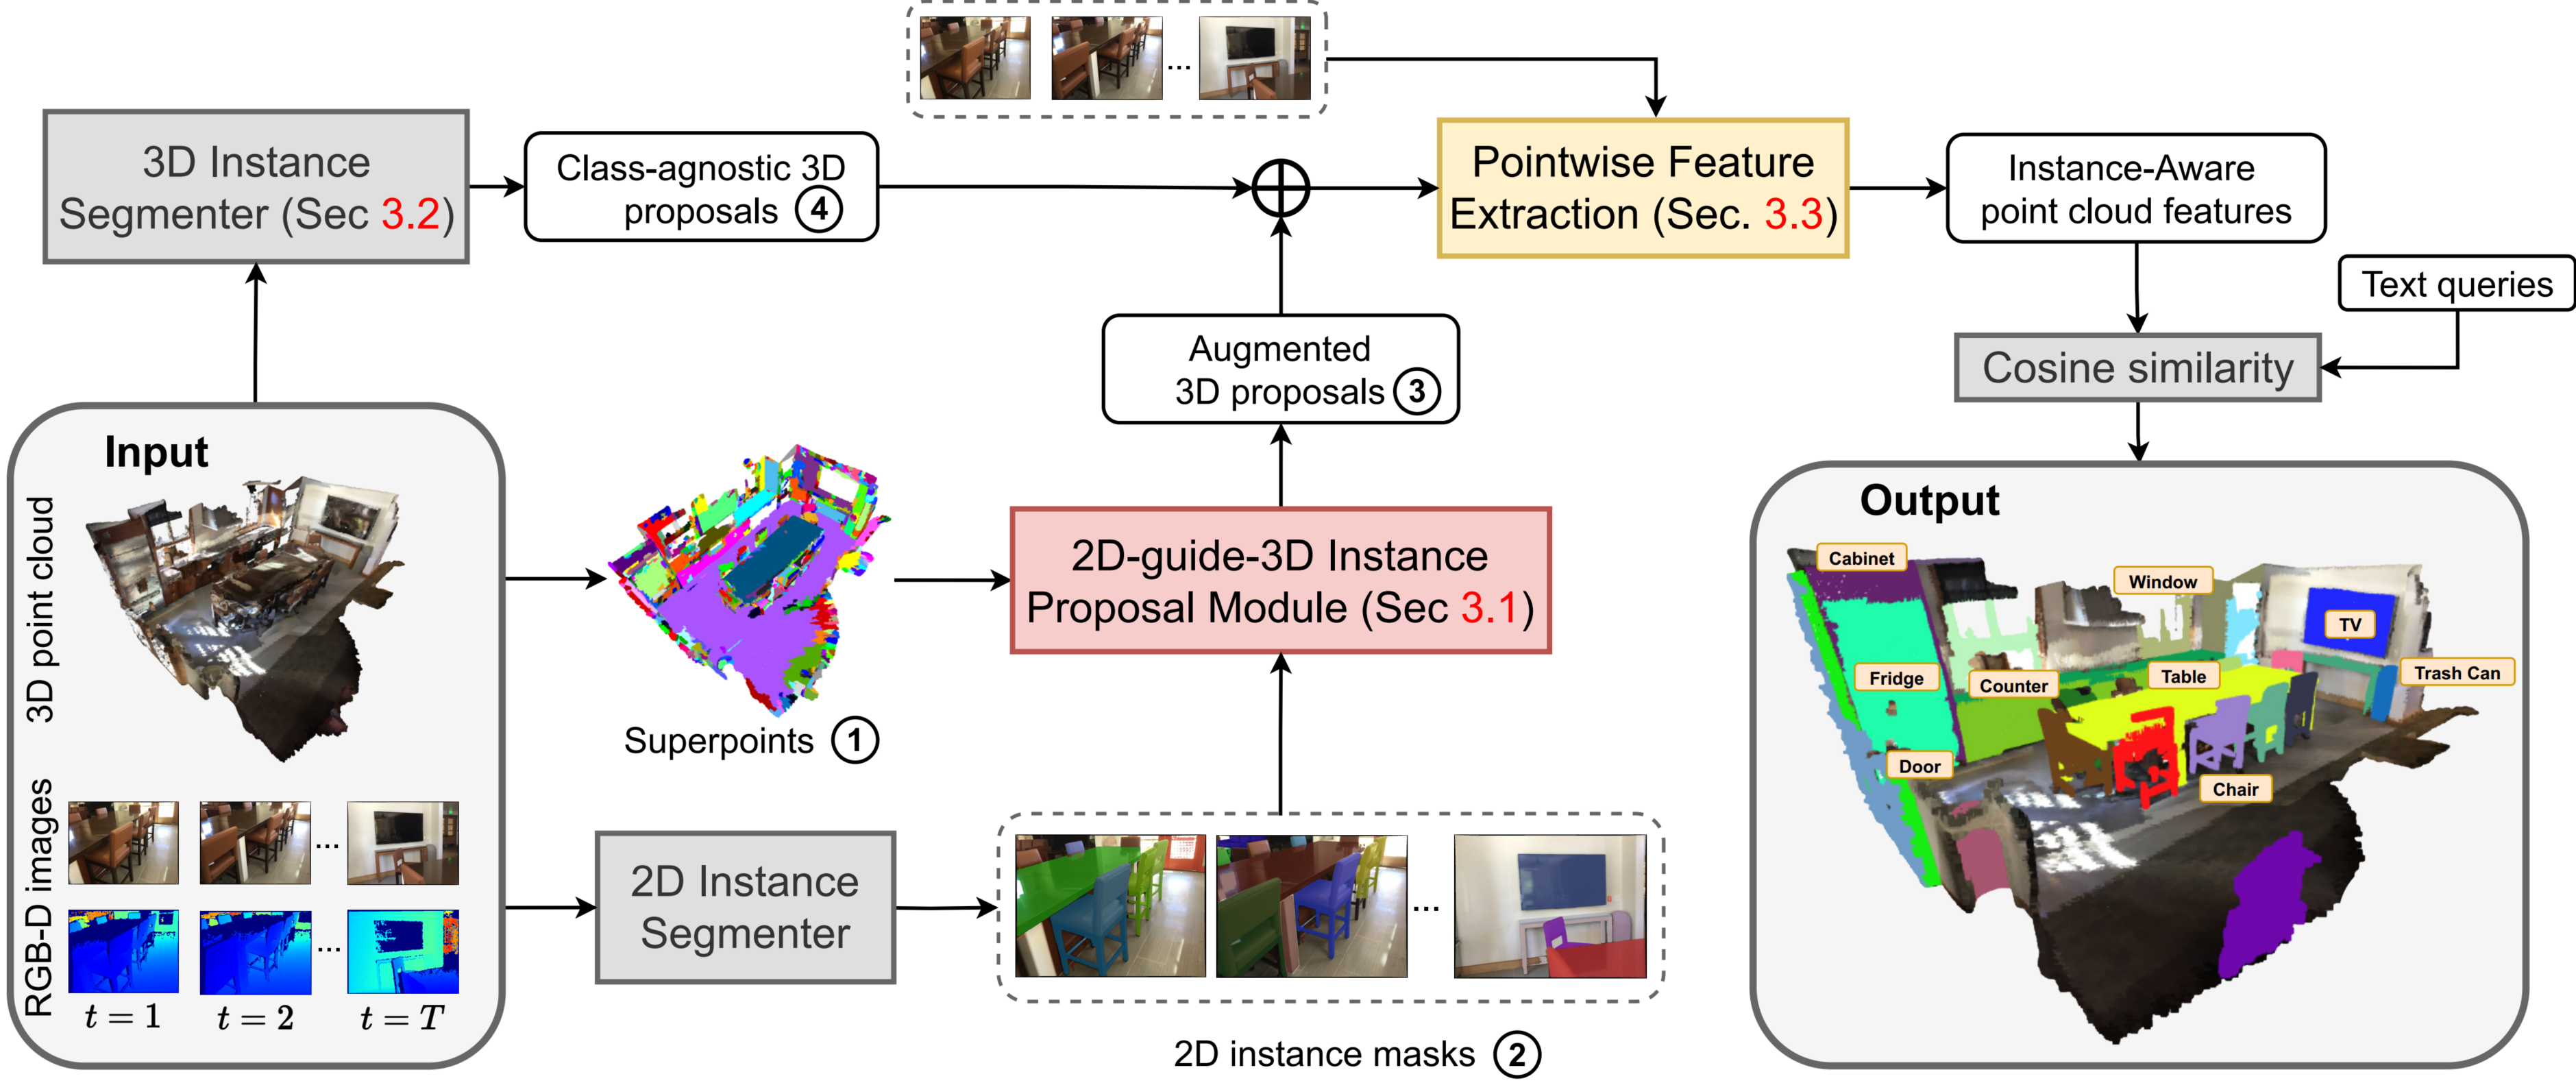 3D Instance
Segmenter (Sec 3.2)
Class-agnostic 3D
proposals 4
...
Pointwise Feature
Extraction (Sec. 3.3)
Instance-Aware
point cloud features
Text queries
Cosine similarity
Augmented
3D proposals 3
Input
3D point cloud
RGB-D images
...
...
t = 1
t = 2
t = T
Superpoints 1
2D-guide-3D Instance
Proposal Module (Sec 3.1)
2D Instance
Segmenter
...
2D instance masks 2
Output
Cabinet
Window
TV
Fridge
Counter
Table
Trash Can
Door
Chair